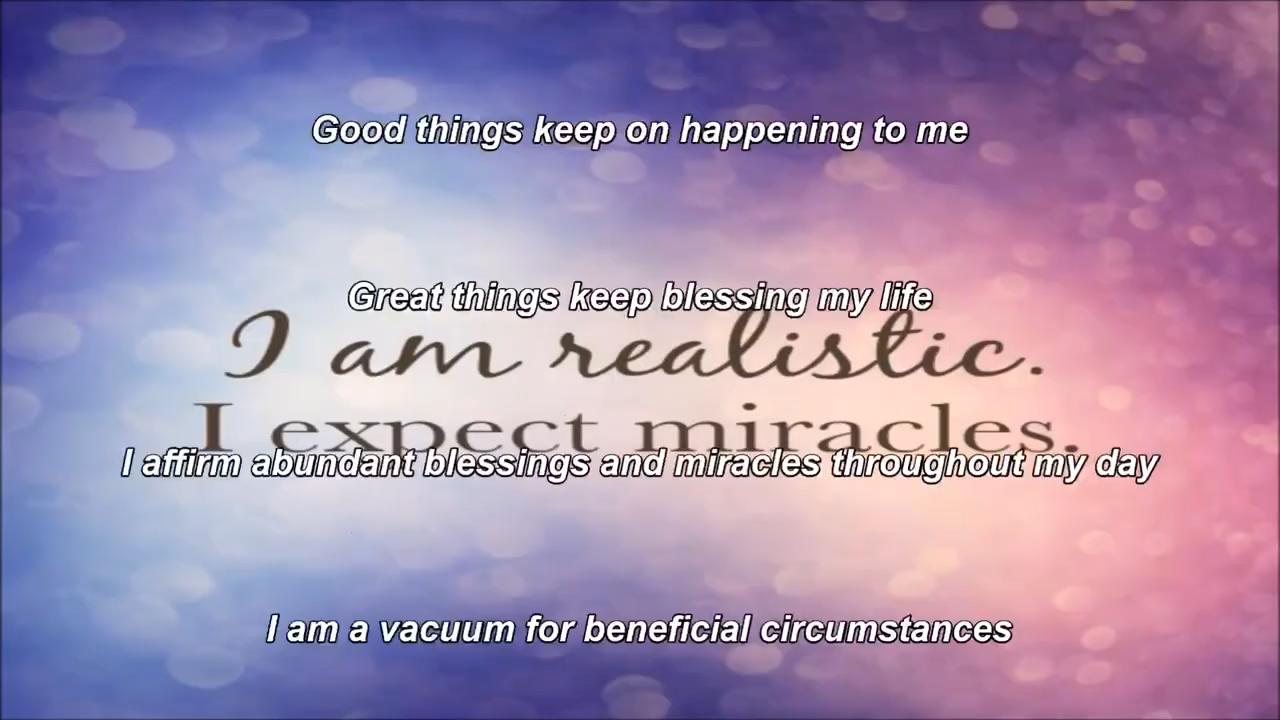 Good things keep on happening to me
Great things keep blessing my life
I am realistic.
I expect miracles.
I affirm abundant blessings and miracles throughout my day
I am a vacuum for beneficial circumstances